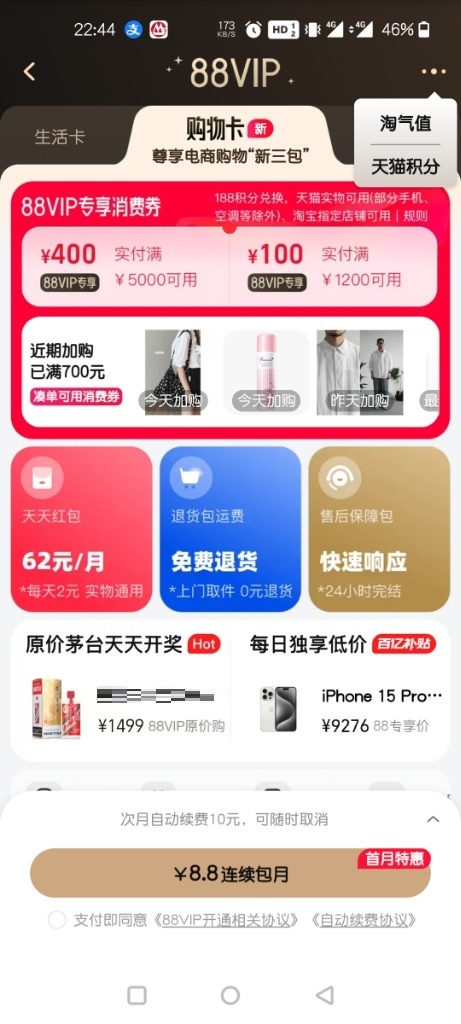 22:44
173
KB/S
HD 1 2
4G
4G
46%
88VIP
淘气值
天猫积分
生活卡
购物卡 新
尊享电商购物“新三包”
88VIP专享消费券
188积分兑换，天猫实物可用(部分手机、
空调等除外)、淘宝指定店铺可用｜规则
¥400 实付满
88VIP专享 ¥5000可用
¥100 实付满
88VIP专享 ¥1200可用
近期加购
已满700元
凑单可用消费券
今天加购
今天加购
昨天加购
最
天天红包
62元/月
*每天2元 实物通用
退货包运费
免费退货
*上门取件 0元退货
售后保障包
快速响应
*24小时完结
原价茅台天天开奖 Hot
¥1499 88VIP原价购
每日独享低价 百亿补贴
iPhone 15 Pro…
¥9276 88专享价
次月自动续费10元，可随时取消
首月特惠
¥8.8 连续包月
支付即同意《88VIP开通相关协议》《自动续费协议》